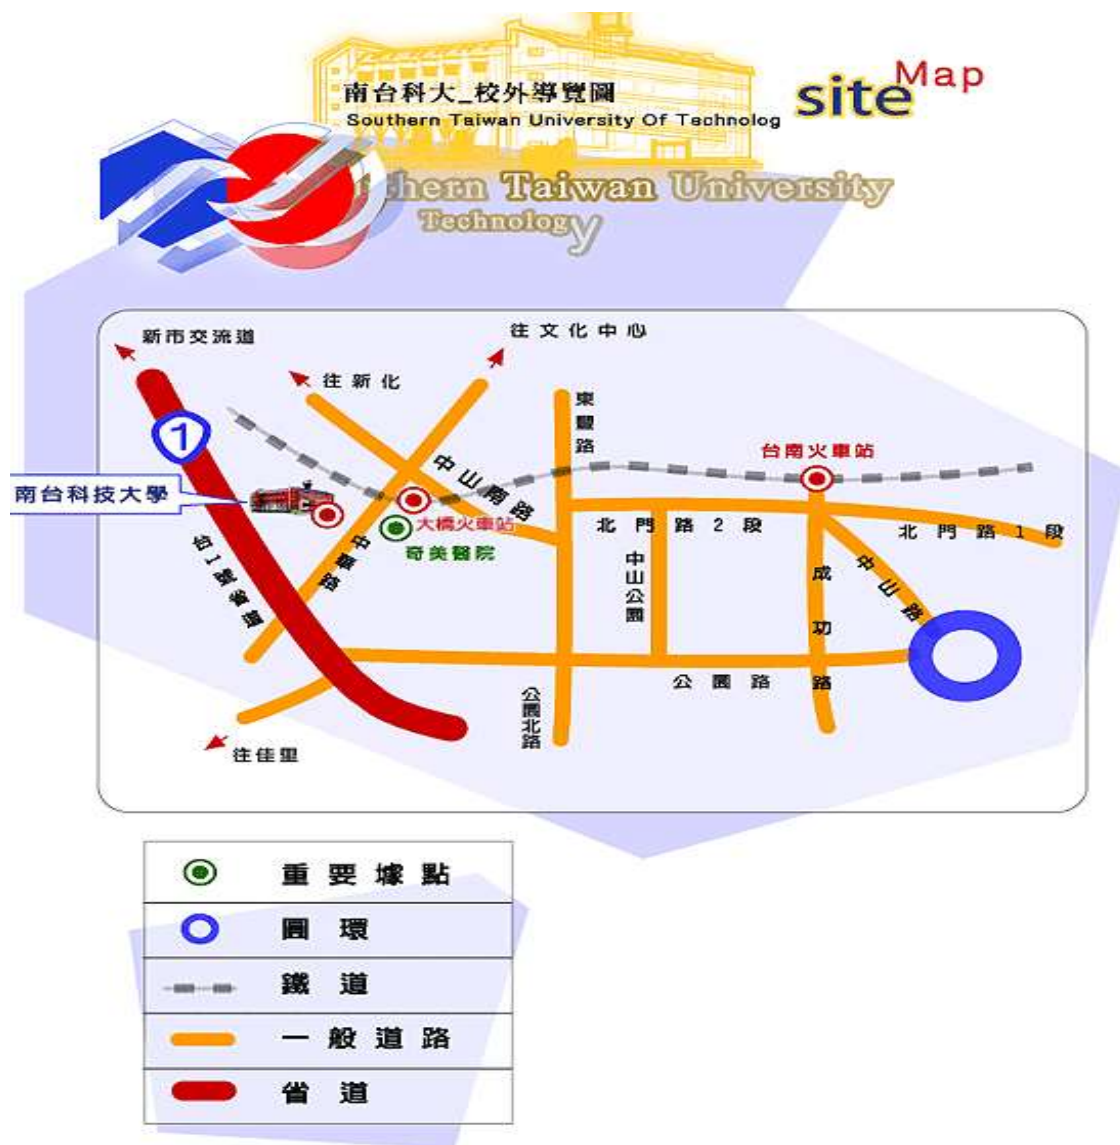 南台科大_校外導覽圖
Southern Taiwan University Of Technolog
site Map
thern Taiwan University
Technology
新市交流道
往文化中心
往新化
東豐路
1
中山南路
台南火車站
南台科技大學
大橋火車站
奇美醫院
北門路2段
北門路1段
台1號省道
中華路
中山公園
成功路
中山路
公園路
公園北路
往佳里
重要據點
圓環
鐵道
一般道路
省道